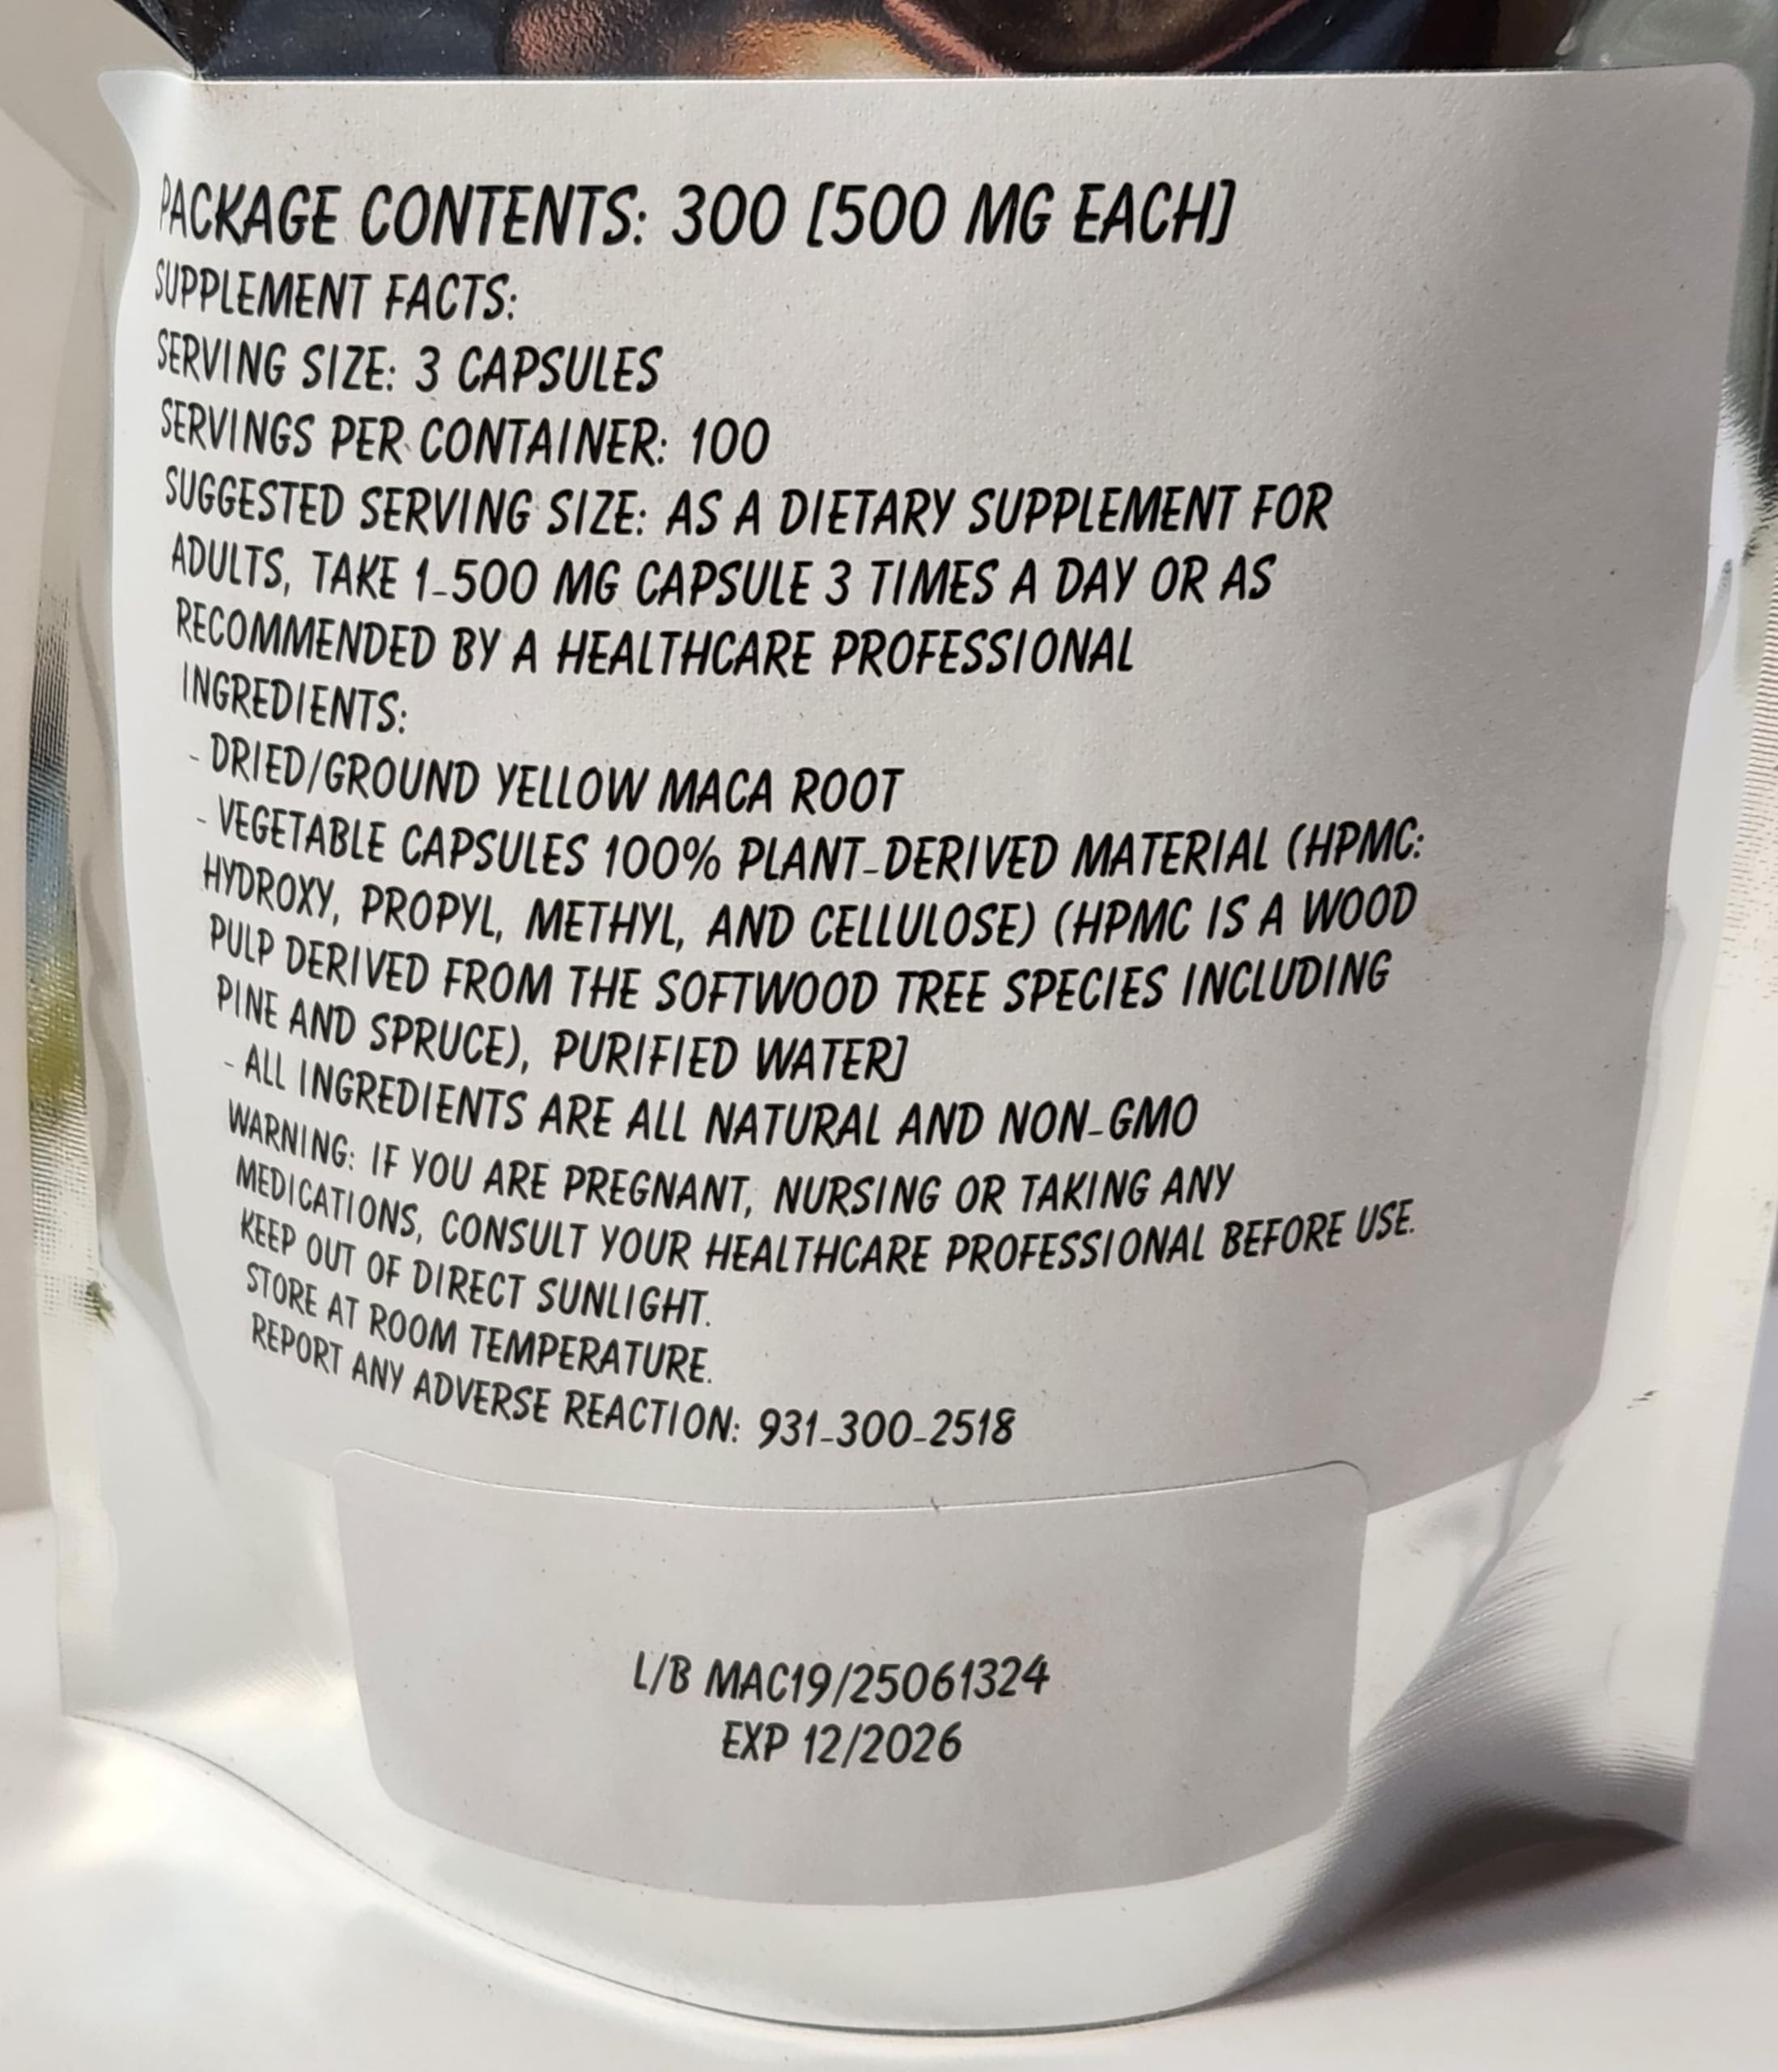 PACKAGE CONTENTS: 300 [500 MG EACH]
SUPPLEMENT FACTS:
SERVING SIZE: 3 CAPSULES
SERVINGS PER CONTAINER: 100
SUGGESTED SERVING SIZE: AS A DIETARY SUPPLEMENT FOR
ADULTS, TAKE 1-500 MG CAPSULE 3 TIMES A DAY OR AS
RECOMMENDED BY A HEALTHCARE PROFESSIONAL
INGREDIENTS:
- DRIED/GROUND YELLOW MACA ROOT
- VEGETABLE CAPSULES 100% PLANT-DERIVED MATERIAL (HPMC:
HYDROXY, PROPYL, METHYL, AND CELLULOSE) (HPMC IS A WOOD
PULP DERIVED FROM THE SOFTWOOD TREE SPECIES INCLUDING
PINE AND SPRUCE), PURIFIED WATER]
- ALL INGREDIENTS ARE ALL NATURAL AND NON-GMO
WARNING: IF YOU ARE PREGNANT, NURSING OR TAKING ANY
MEDICATIONS, CONSULT YOUR HEALTHCARE PROFESSIONAL BEFORE USE.
KEEP OUT OF DIRECT SUNLIGHT.
STORE AT ROOM TEMPERATURE.
REPORT ANY ADVERSE REACTION: 931-300-2518
L/B MAC19/25061324
EXP 12/2026